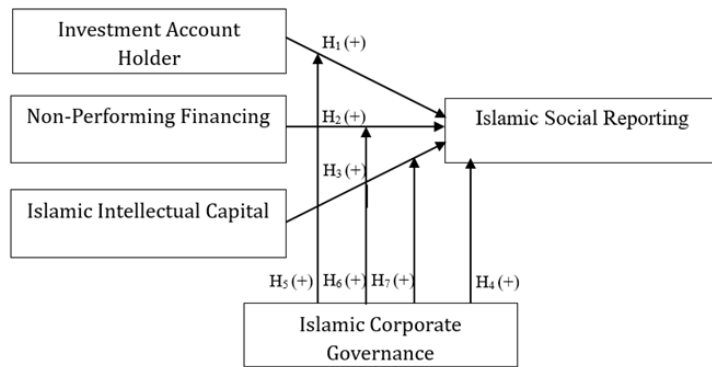 Investment Account
Holder
H₁ (+)
Non-Performing Financing
H₂ (+)
Islamic Social Reporting
H₃ (+)
Islamic Intellectual Capital
H₅ (+) H₆ (+) H₇ (+) H₄ (+)
Islamic Corporate
Governance